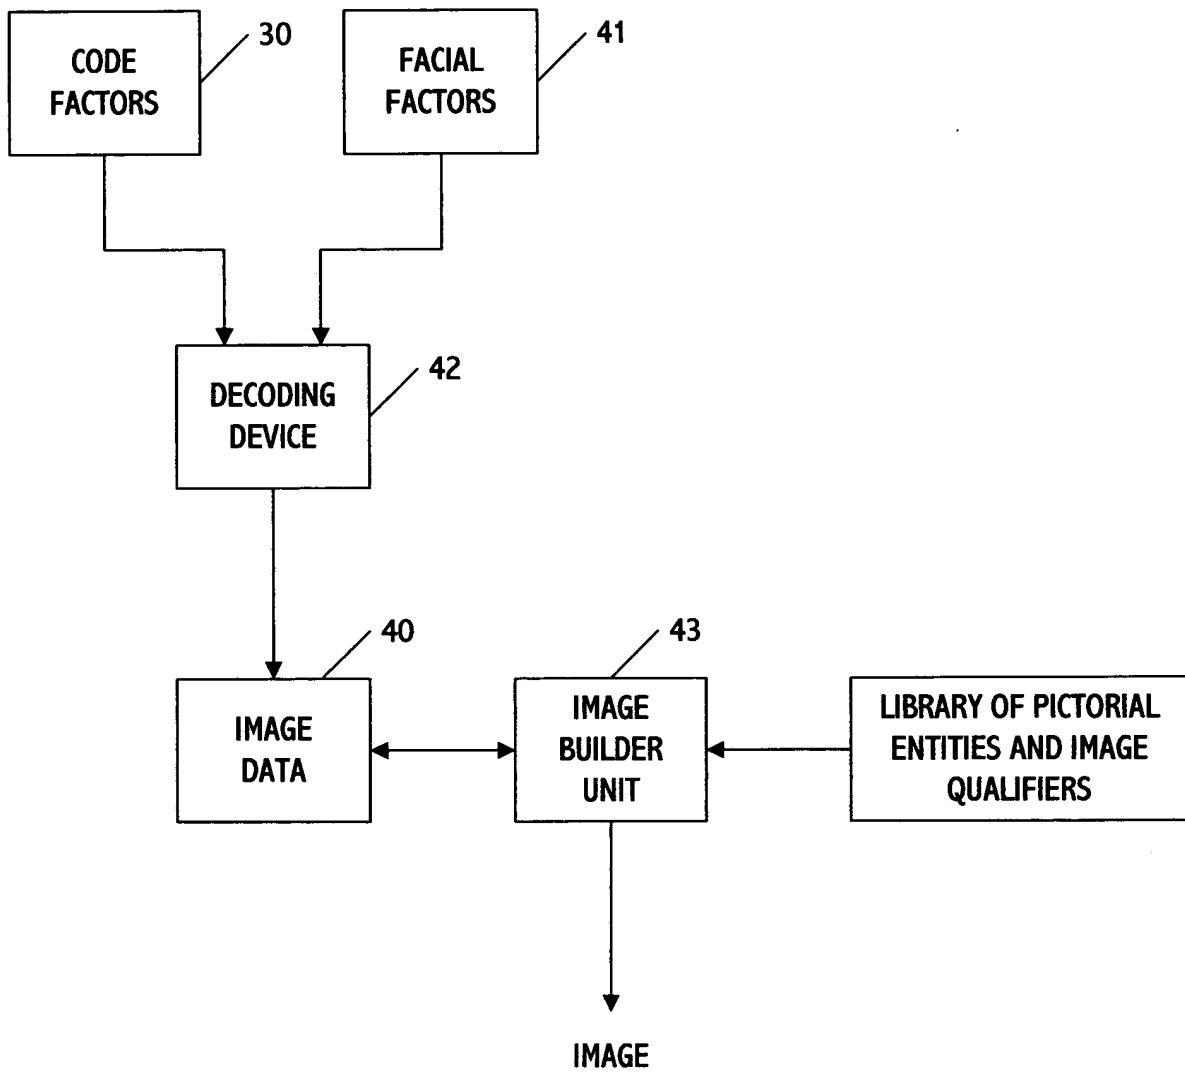 CODE
FACTORS
30
FACIAL
FACTORS
41
DECODING
DEVICE
42
IMAGE
DATA
40
IMAGE
BUILDER
UNIT
43
LIBRARY OF PICTORIAL
ENTITIES AND IMAGE
QUALIFIERS
IMAGE